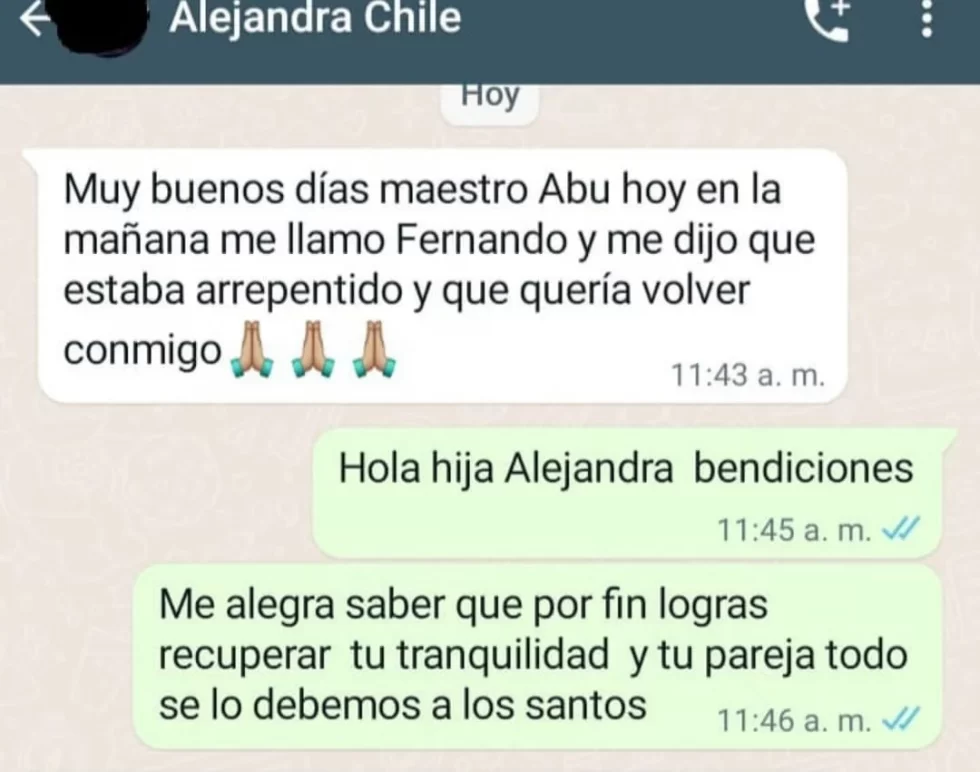 Alejandra Chile
Hoy
Muy buenos días maestro Abu hoy en la
mañana me llamo Fernando y me dijo que
estaba arrepentido y que quería volver
conmigo🙏🏼 🙏🏼 🙏🏼
11:43 a. m.
Hola hija Alejandra bendiciones
11:45 a. m.
Me alegra saber que por fin logras
recuperar tu tranquilidad y tu pareja todo
se lo debemos a los santos
11:46 a. m.